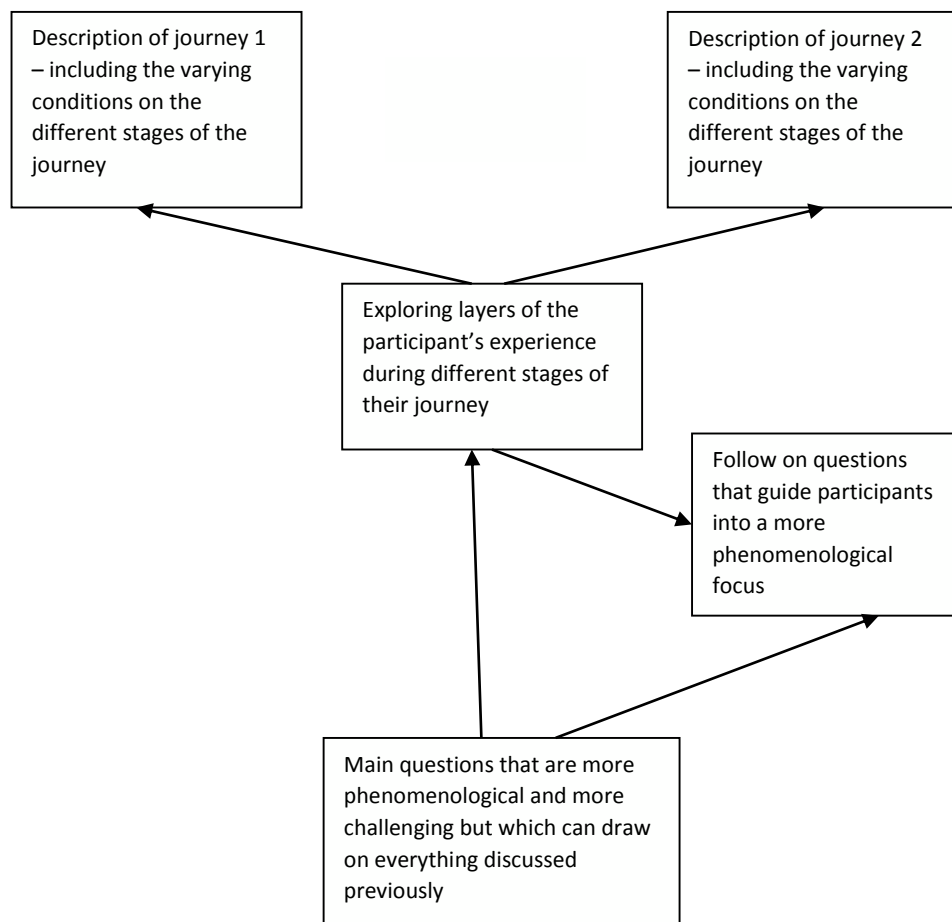 Description of journey 1
– including the varying
conditions on the
different stages of the
journey
Description of journey 2
– including the varying
conditions on the
different stages of the
journey
Exploring layers of the
participant’s experience
during different stages of
their journey
Follow on questions
that guide participants
into a more
phenomenological
focus
Main questions that are more
phenomenological and more
challenging but which can draw
on everything discussed
previously